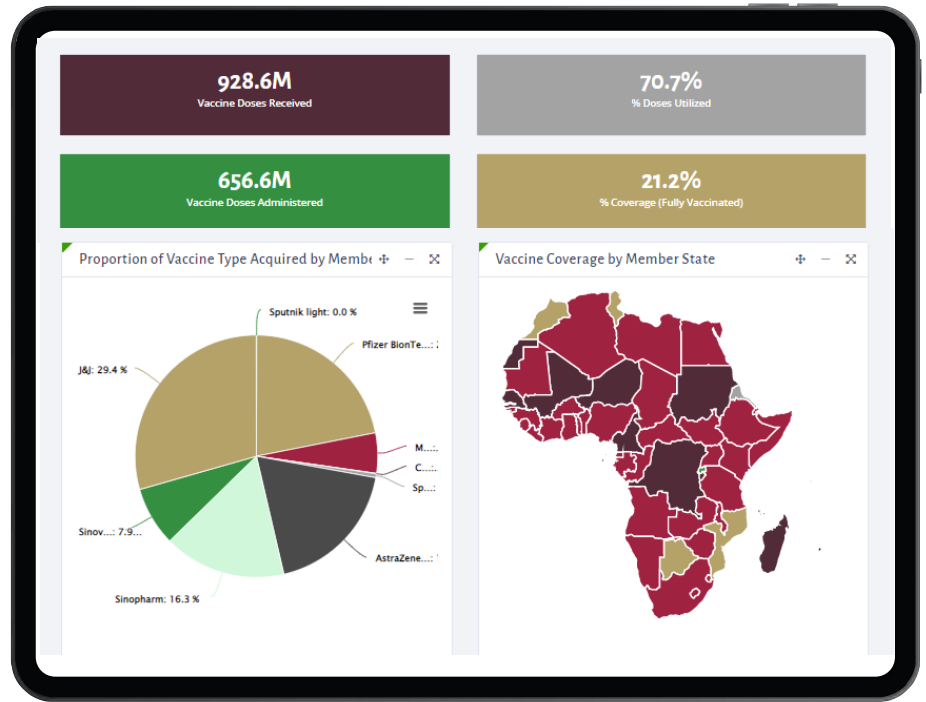 928.6M
Vaccine Doses Received
70.7%
% Doses Utilized
656.6M
Vaccine Doses Administered
21.2%
% Coverage (Fully Vaccinated)
Proportion of Vaccine Type Acquired by Membe
Vaccine Coverage by Member State
Sputnik light: 0.0 %
Pfizer BionTe...:
J&J: 29.4 %
M...:
C...:
Sp...:
Sinov...: 7.9...
AstraZene...:
Sinopharm: 16.3 %